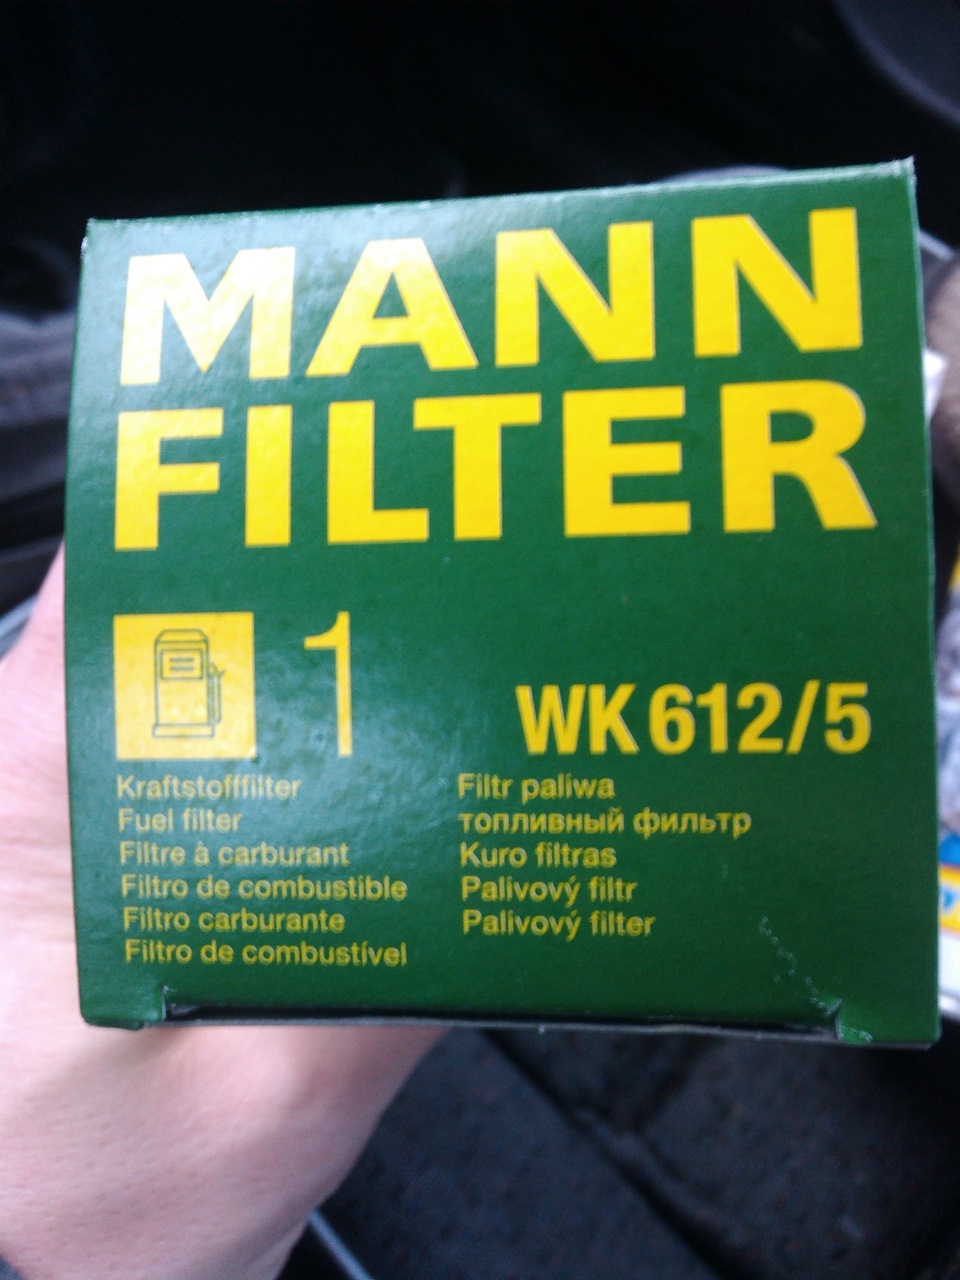 MANN
FILTER
1 WK 612/5
Kraftstofffilter
Fuel filter
Filtre à carburant
Filtro de combustible
Filtro carburante
Filtro de combustível
Filtr paliwa
топливный фильтр
Kuro filtras
Palivový filtr
Palivový filter